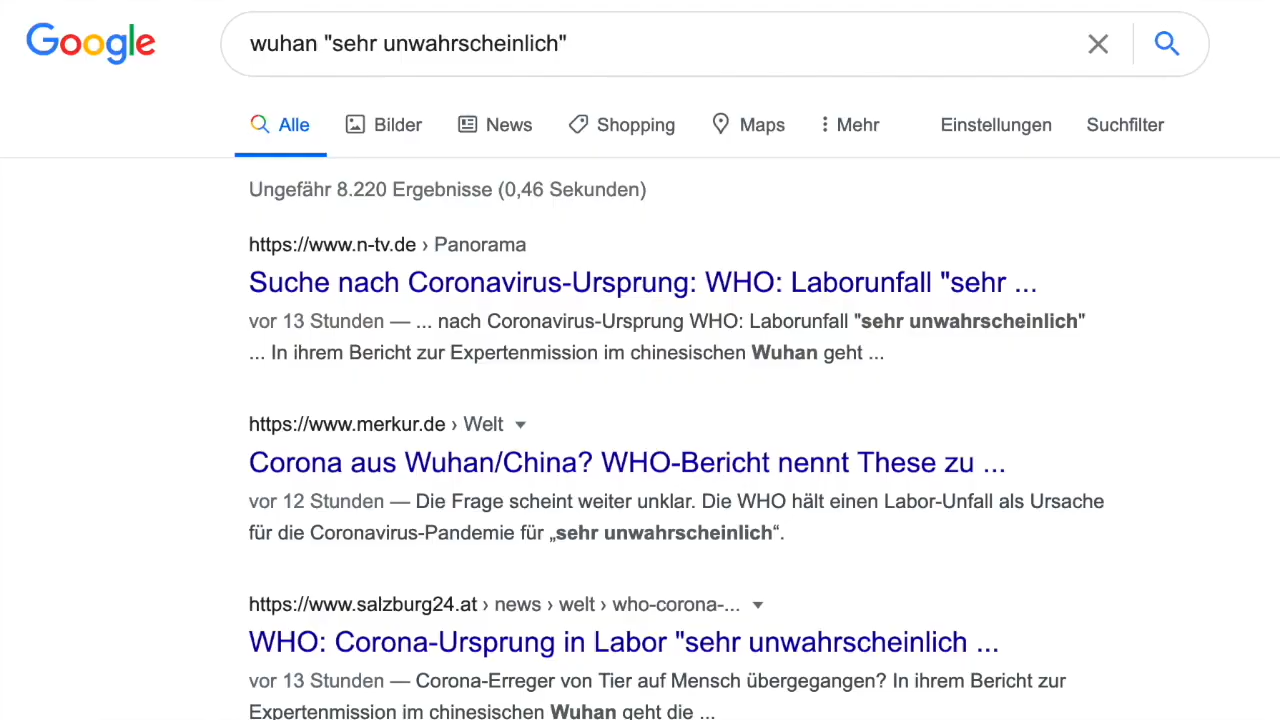 Google
wuhan "sehr unwahrscheinlich"
Alle Bilder News Shopping Maps Mehr Einstellungen Suchfilter
Ungefähr 8.220 Ergebnisse (0,46 Sekunden)
https://www.n-tv.de › Panorama
Suche nach Coronavirus-Ursprung: WHO: Laborunfall "sehr ...
vor 13 Stunden — ... nach Coronavirus-Ursprung WHO: Laborunfall "sehr unwahrscheinlich"
... In ihrem Bericht zur Expertenmission im chinesischen Wuhan geht ...
https://www.merkur.de › Welt
Corona aus Wuhan/China? WHO-Bericht nennt These zu ...
vor 12 Stunden — Die Frage scheint weiter unklar. Die WHO hält einen Labor-Unfall als Ursache
für die Coronavirus-Pandemie für „sehr unwahrscheinlich“.
https://www.salzburg24.at › news › welt › who-corona-...
WHO: Corona-Ursprung in Labor "sehr unwahrscheinlich ...
vor 13 Stunden — Corona-Erreger von Tier auf Mensch übergegangen? In ihrem Bericht zur
Expertenmission im chinesischen Wuhan geht die ...